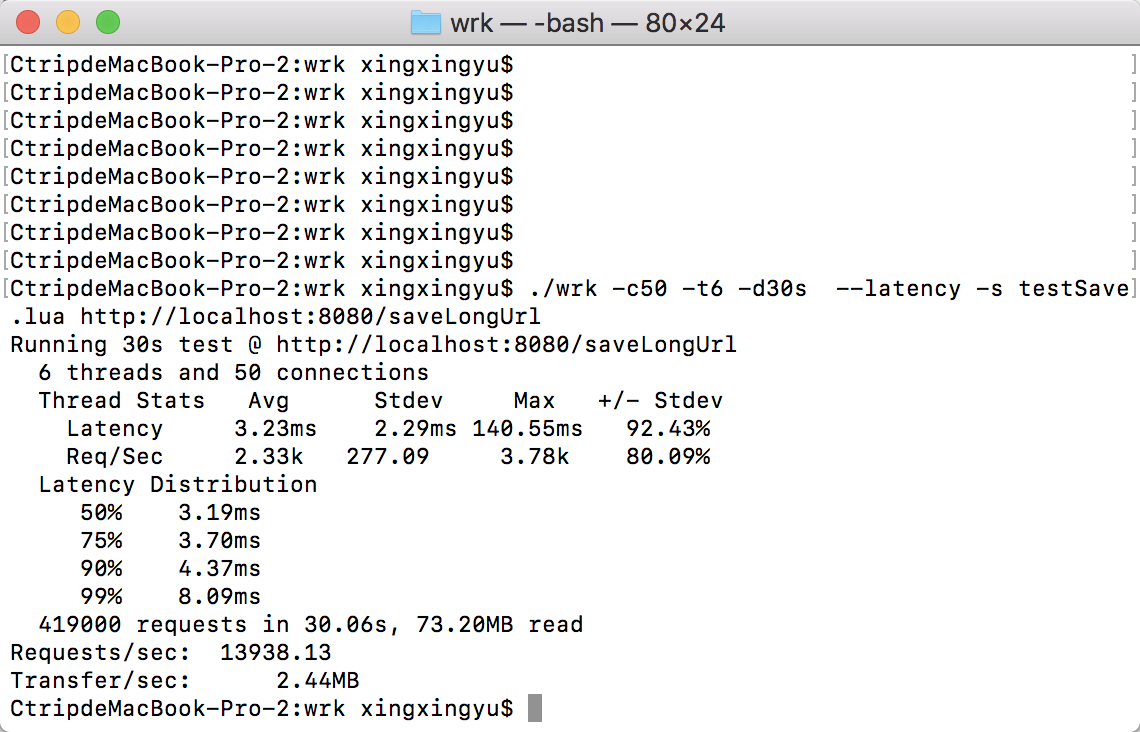 wrk — -bash — 80×24
[CtripdeMacBook-Pro-2:wrk xingxingyu$ ]
[CtripdeMacBook-Pro-2:wrk xingxingyu$ ]
[CtripdeMacBook-Pro-2:wrk xingxingyu$ ]
[CtripdeMacBook-Pro-2:wrk xingxingyu$ ]
[CtripdeMacBook-Pro-2:wrk xingxingyu$ ]
[CtripdeMacBook-Pro-2:wrk xingxingyu$ ]
[CtripdeMacBook-Pro-2:wrk xingxingyu$ ]
[CtripdeMacBook-Pro-2:wrk xingxingyu$ ]
[CtripdeMacBook-Pro-2:wrk xingxingyu$ ./wrk -c50 -t6 -d30s  --latency -s testSave]
.lua http://localhost:8080/saveLongUrl
Running 30s test @ http://localhost:8080/saveLongUrl
  6 threads and 50 connections
  Thread Stats   Avg      Stdev     Max   +/- Stdev
    Latency     3.23ms    2.29ms 140.55ms   92.43%
    Req/Sec     2.33k   277.09     3.78k    80.09%
  Latency Distribution
     50%    3.19ms
     75%    3.70ms
     90%    4.37ms
     99%    8.09ms
  419000 requests in 30.06s, 73.20MB read
Requests/sec:  13938.13
Transfer/sec:      2.44MB
CtripdeMacBook-Pro-2:wrk xingxingyu$